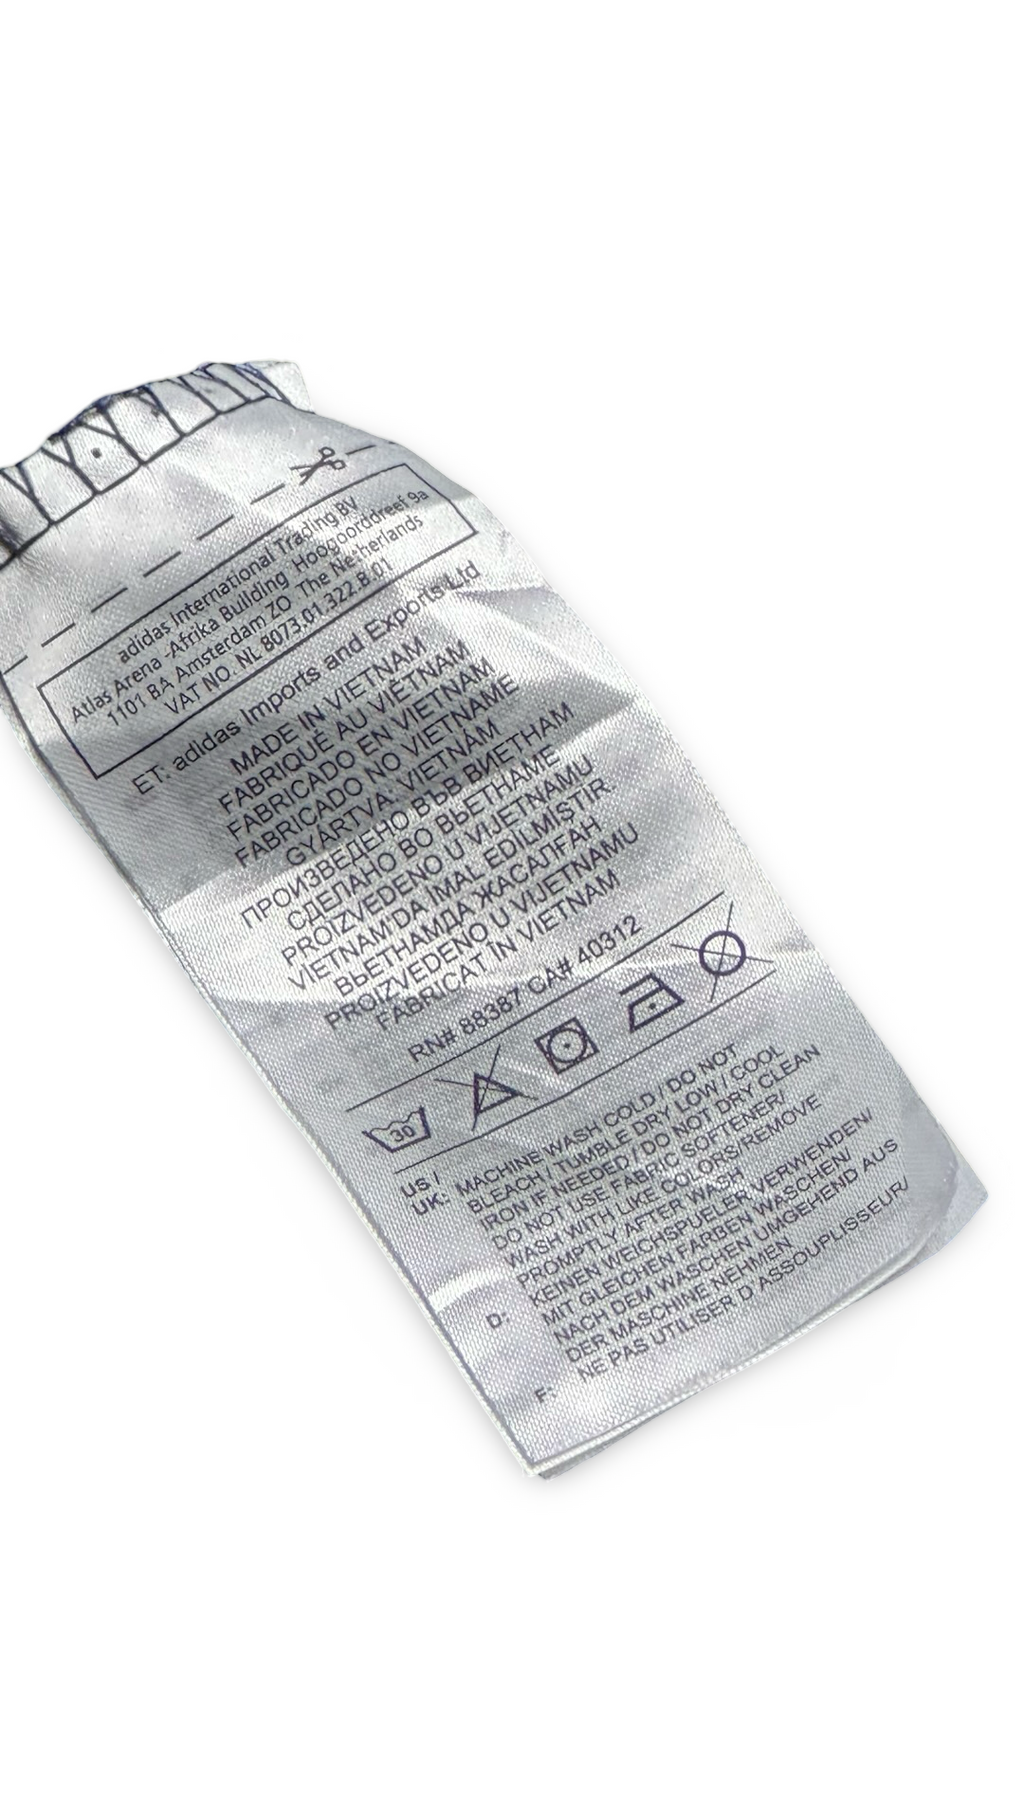 adidas International Trading BV
Atlas Arena -Afrika Building Hoogoorddreef 9a
1101 BA Amsterdam ZO The Netherlands
VAT NO. NL 8073.01.322.B.01
ET: adidas Imports and Exports Ltd
MADE IN VIETNAM
FABRIQUÉ AU VIETNAM
FABRICADO EN VIETNAM
FABRICADO NO VIETNAME
GYÁRTVA: VIETNÁM
ПРОИЗВЕДЕНО ВЪВ ВИЕТНАМ
СДЕЛАНО ВО ВЬЕТНАМЕ
PROIZVEDENO U VIJETNAMU
VİETNAM'DA İMAL EDİLMİŞTİR.
ВЬЕТНАМДА ЖАСАЛҒАН
PROIZVEDENO U VIJETNAMU
FABRICAT ÎN VIETNAM
RN# 88387 CA# 40312
30
US / UK: MACHINE WASH COLD / DO NOT
BLEACH / TUMBLE DRY LOW / COOL
IRON IF NEEDED / DO NOT DRY CLEAN
DO NOT USE FABRIC SOFTENER/
WASH WITH LIKE COLORS/REMOVE
PROMPTLY AFTER WASH
D: KEINEN WEICHSPUELER VERWENDEN/
MIT GLEICHEN FARBEN WASCHEN/
NACH DEM WASCHEN UMGEHEND AUS
DER MASCHINE NEHMEN
F: NE PAS UTILISER D'ASSOUPLISSEUR/